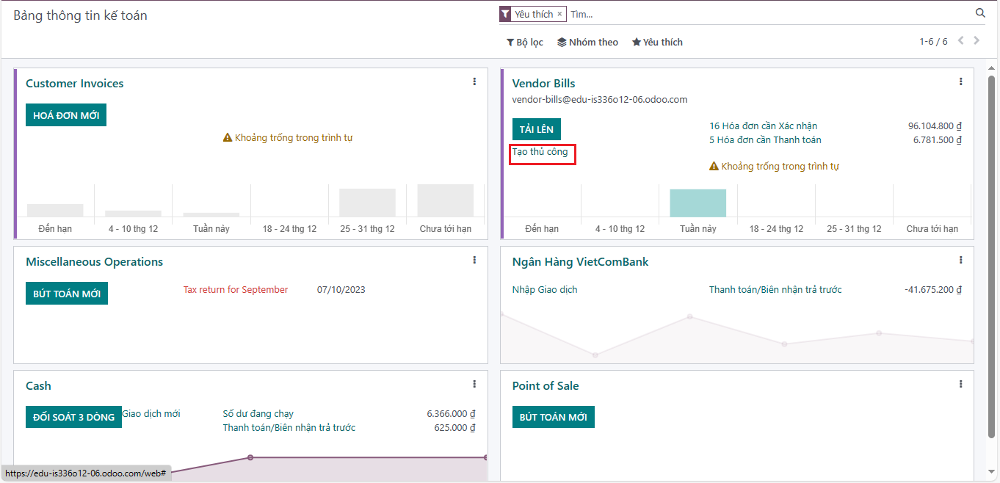 Bảng thông tin kế toán
Yêu thích ×
Tìm...
Bộ lọc
Nhóm theo
Yêu thích
1-6 / 6
Customer Invoices
HOÁ ĐƠN MỚI
Khoảng trống trong trình tự
Đến hạn
4 - 10 thg 12
Tuần này
18 - 24 thg 12
25 - 31 thg 12
Chưa tới hạn
Vendor Bills
vendor-bills@edu-is336o12-06.odoo.com
TẢI LÊN
Tạo thủ công
16 Hóa đơn cần Xác nhận 96.104.800 ₫
5 Hóa đơn cần Thanh toán 6.781.500 ₫
Khoảng trống trong trình tự
Đến hạn
4 - 10 thg 12
Tuần này
18 - 24 thg 12
25 - 31 thg 12
Chưa tới hạn
Miscellaneous Operations
BÚT TOÁN MỚI
Tax return for September 07/10/2023
Ngân Hàng VietComBank
Nhập Giao dịch
Thanh toán/Biên nhận trả trước -41.675.200 ₫
Cash
ĐỐI SOÁT 3 DÒNG
Giao dịch mới
Số dư đang chạy 6.366.000 ₫
Thanh toán/Biên nhận trả trước 625.000 ₫
Point of Sale
BÚT TOÁN MỚI
https://edu-is336o12-06.odoo.com/web#